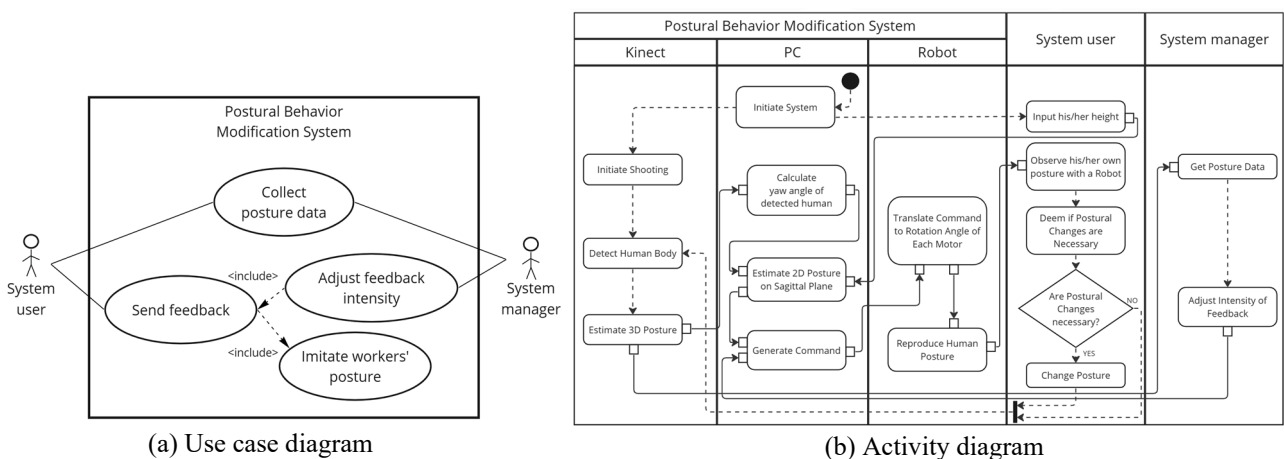 Postural Behavior
Modification System
Collect
posture data
System
user
<include>
Adjust feedback
intensity
Send feedback
System
manager
<include>
Imitate workers'
posture
(a) Use case diagram
Postural Behavior Modification System
System user
System manager
Kinect
PC
Robot
Initiate System
Input his/her height
Initiate Shooting
Calculate
yaw angle of
detected human
Observe his/her own
posture with a Robot
Get Posture Data
Translate Command
to Rotation Angle of
Each Motor
Deem if Postural
Changes are
Necessary
Detect Human Body
Estimate 2D Posture
on Sagittal Plane
Are Postural
Changes
necessary?
NO
Adjust Intensity of
Feedback
Estimate 3D Posture
Generate Command
Reproduce Human
Posture
YES
Change Posture
(b) Activity diagram